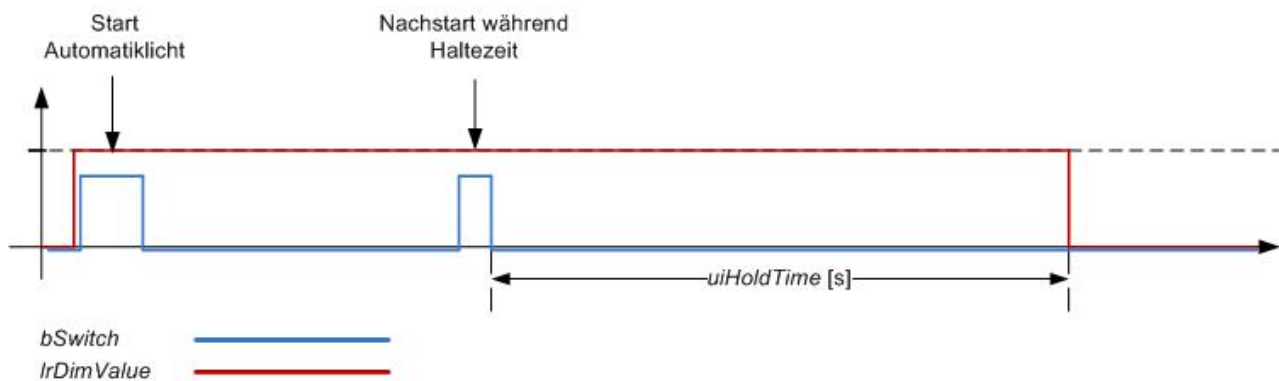 Start
Automatiklicht
Nachstart während
Haltezeit
uiHoldTime [s]
bSwitch
lrDimValue